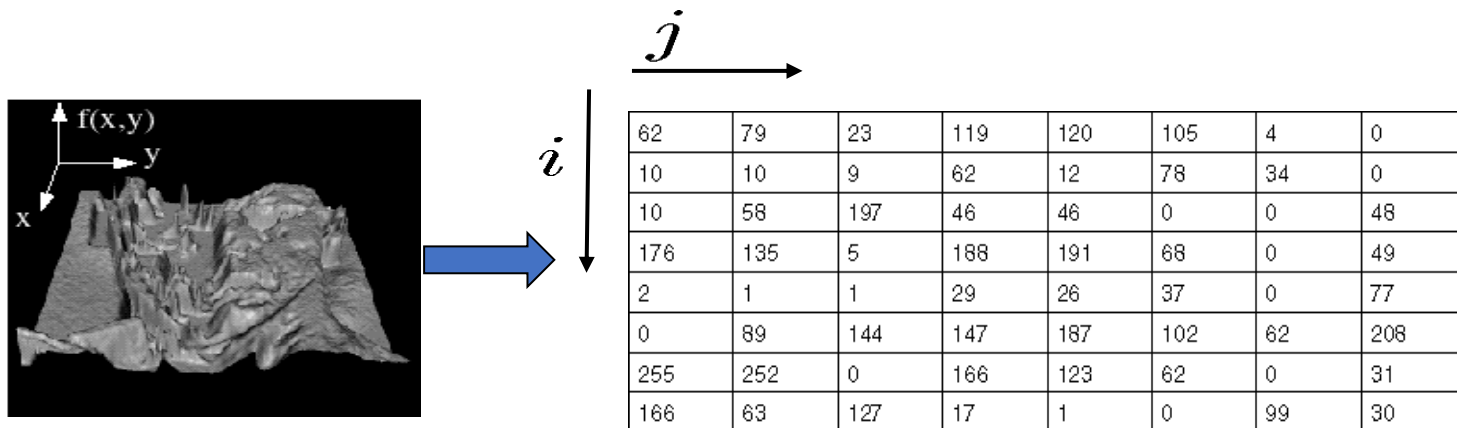 j
i
f(x,y)
y
x
62 79 23 119 120 105 4 0
10 10 9 62 12 78 34 0
10 58 197 46 46 0 0 48
176 135 5 188 191 68 0 49
2 1 1 29 26 37 0 77
0 89 144 147 187 102 62 208
255 252 0 166 123 62 0 31
166 63 127 17 1 0 99 30